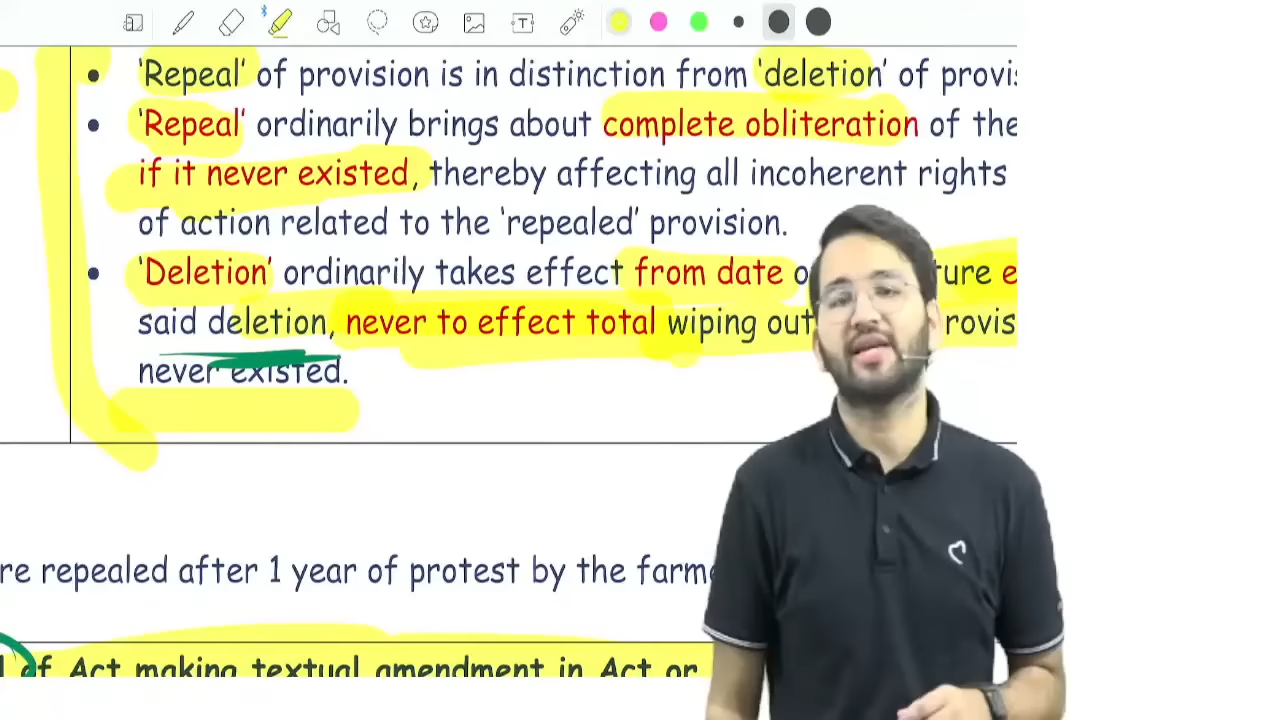 ‘Repeal’ of provision is in distinction from ‘deletion’ of
‘Repeal’ ordinarily brings about complete obliteration of the
if it never existed, thereby affecting all incoherent rights
of action related to the ‘repealed’ provision.
‘Deletion’ ordinarily takes effect from date
said deletion, never to effect total wiping out
never existed.
re repealed after 1 year of protest by the
of Act making textual amendment in Act or